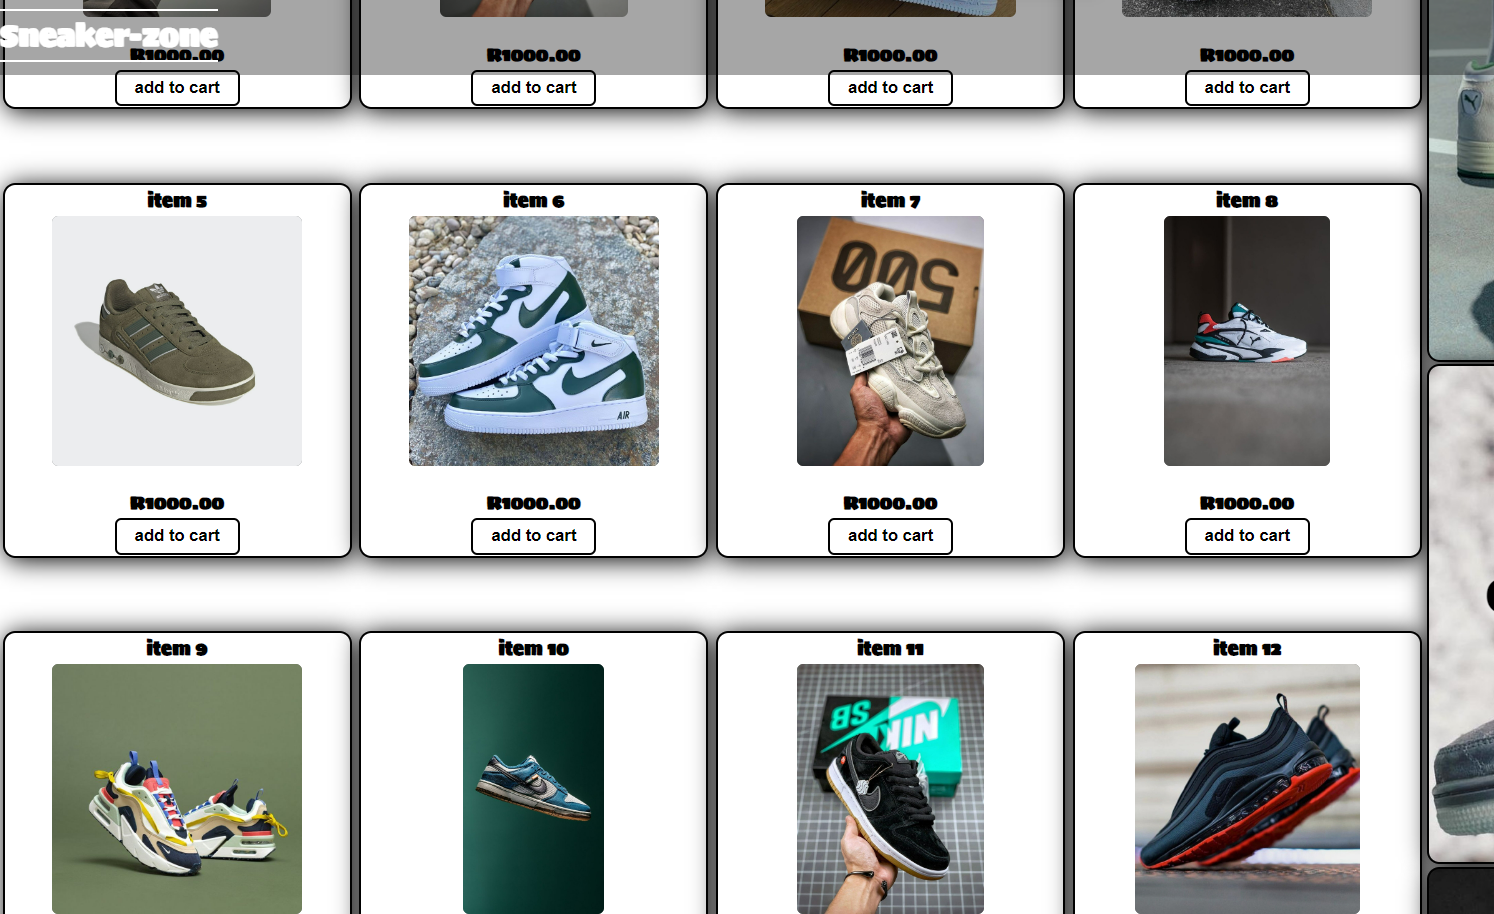 Sneaker-zone
R1000.00 R1000.00 R1000.00 R1000.00
add to cart add to cart add to cart add to cart
item 5 item 6 item 7 item 8
500
AIR
R1000.00 R1000.00 R1000.00 R1000.00
add to cart add to cart add to cart add to cart
item 9 item 10 item 11 item 12
SB
NIK